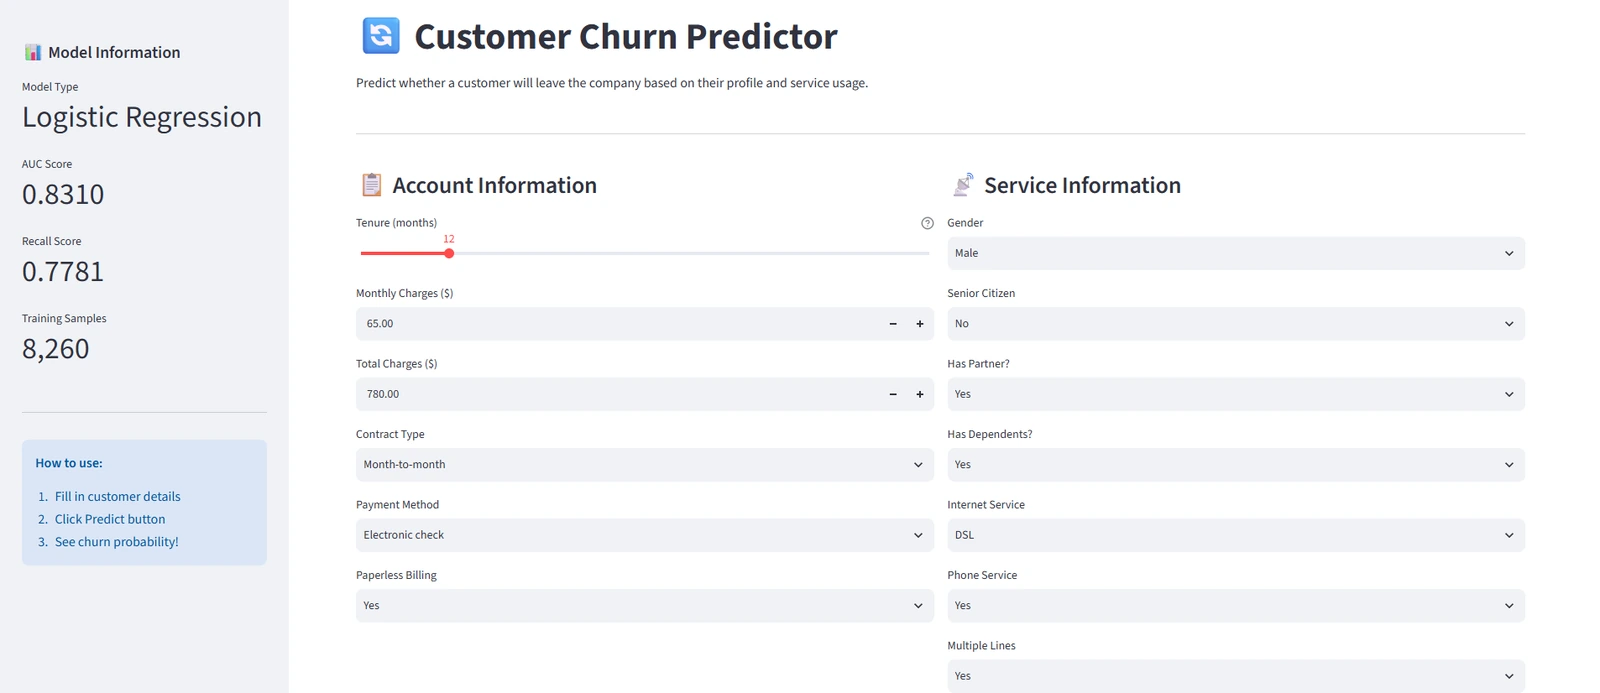 Model Information
Model Type
Logistic Regression
AUC Score
0.8310
Recall Score
0.7781
Training Samples
8,260
How to use:
1. Fill in customer details
2. Click Predict button
3. See churn probability!
Customer Churn Predictor
Predict whether a customer will leave the company based on their profile and service usage.
Account Information
Tenure (months)
12
Monthly Charges ($)
65.00
Total Charges ($)
780.00
Contract Type
Month-to-month
Payment Method
Electronic check
Paperless Billing
Yes
Service Information
Gender
Male
Senior Citizen
No
Has Partner?
Yes
Has Dependents?
Yes
Internet Service
DSL
Phone Service
Yes
Multiple Lines
Yes